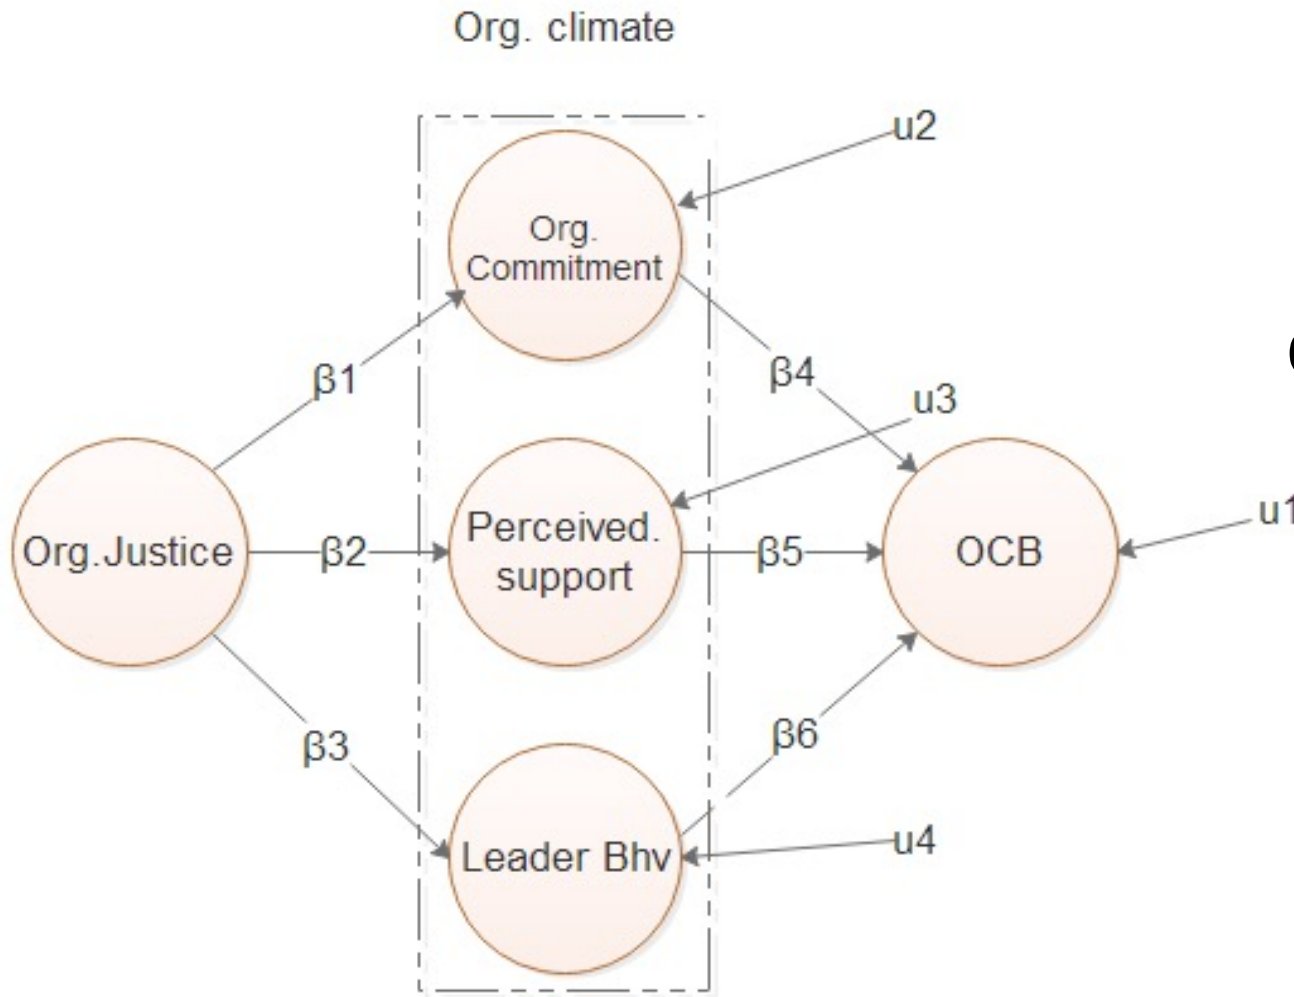 Org. climate
u2
Org.
Commitment
β1
β4
u3
Org.Justice
β2
Perceived.
support
β5
OCB
u1
β3
β6
Leader Bhv
u4